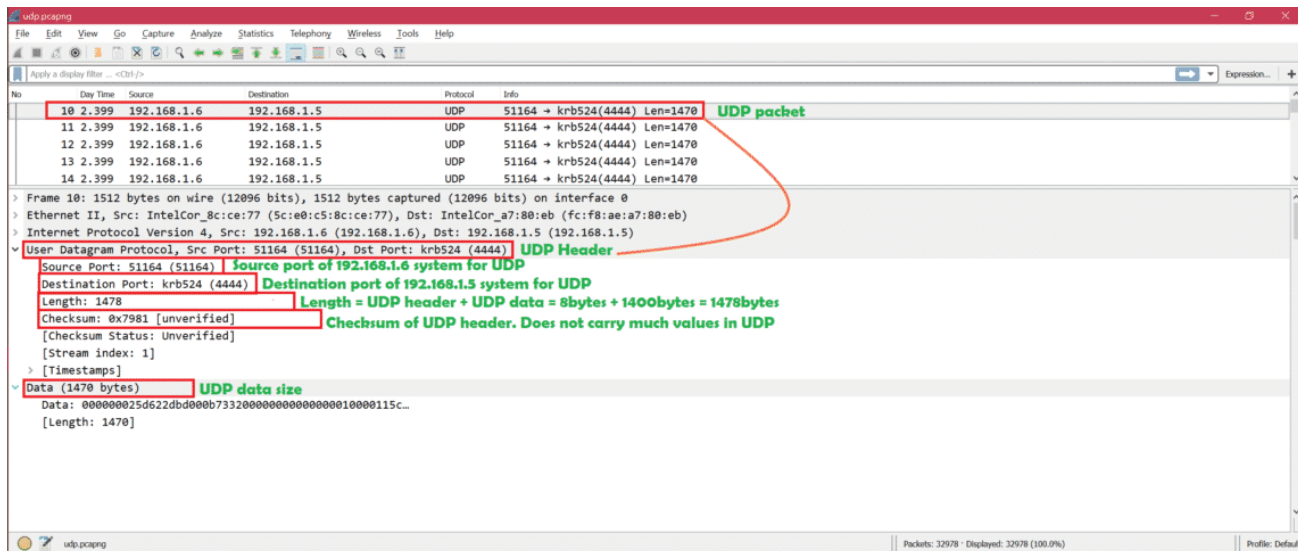 udp.pcapng
File Edit View Go Capture Analyze Statistics Telephony Wireless Tools Help
Apply a display filter ... <Ctrl-/> Expression... +
No Day Time Source Destination Protocol Info
10 2.399 192.168.1.6 192.168.1.5 UDP 51164 → krb524(4444) Len=1470 UDP packet
11 2.399 192.168.1.6 192.168.1.5 UDP 51164 → krb524(4444) Len=1470
12 2.399 192.168.1.6 192.168.1.5 UDP 51164 → krb524(4444) Len=1470
13 2.399 192.168.1.6 192.168.1.5 UDP 51164 → krb524(4444) Len=1470
14 2.399 192.168.1.6 192.168.1.5 UDP 51164 → krb524(4444) Len=1470
Frame 10: 1512 bytes on wire (12096 bits), 1512 bytes captured (12096 bits) on interface 0
Ethernet II, Src: IntelCor_8c:ce:77 (5c:e0:c5:8c:ce:77), Dst: IntelCor_a7:80:eb (fc:f8:ae:a7:80:eb)
Internet Protocol Version 4, Src: 192.168.1.6 (192.168.1.6), Dst: 192.168.1.5 (192.168.1.5)
User Datagram Protocol, Src Port: 51164 (51164), Dst Port: krb524 (4444) UDP Header
Source Port: 51164 (51164) Source port of 192.168.1.6 system for UDP
Destination Port: krb524 (4444) Destination port of 192.168.1.5 system for UDP
Length: 1478 Length = UDP header + UDP data = 8bytes + 1400bytes = 1478bytes
Checksum: 0x7981 [unverified] Checksum of UDP header. Does not carry much values in UDP
[Checksum Status: Unverified]
[Stream index: 1]
[Timestamps]
Data (1470 bytes) UDP data size
Data: 000000025d622dbd000b73320000000000000000010000115c…
[Length: 1470]
udp.pcapng Packets: 32978 · Displayed: 32978 (100.0%) Profile: Defaul